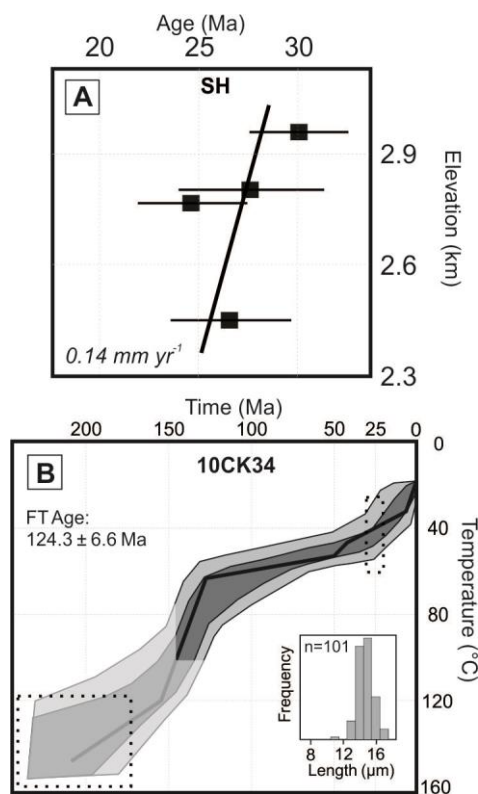 Age (Ma)
20 25 30
A
SH
2.9
2.6
2.3
Elevation (km)
0.14 mm yr-1
Time (Ma)
200 150 100 50 25 0
B
10CK34
FT Age:
124.3 ± 6.6 Ma
0
40
80
120
160
Temperature (°C)
n=101
Frequency
8 12 16
Length (µm)